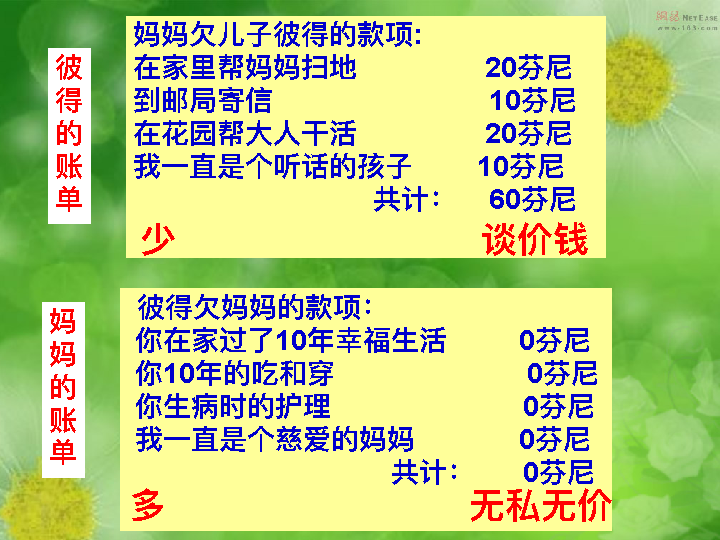 妈妈欠儿子彼得的款项:
在家里帮妈妈扫地 20芬尼
到邮局寄信 10芬尼
在花园帮大人干活 20芬尼
我一直是个听话的孩子 10芬尼
共计: 60芬尼
少 谈价钱
彼得的账单
彼得欠妈妈的款项:
你在家过了10年幸福生活 0芬尼
你10年的吃和穿 0芬尼
你生病时的护理 0芬尼
我一直是个慈爱的妈妈 0芬尼
共计: 0芬尼
多 无私无价
妈妈的账单
NETEASE
www.163.com